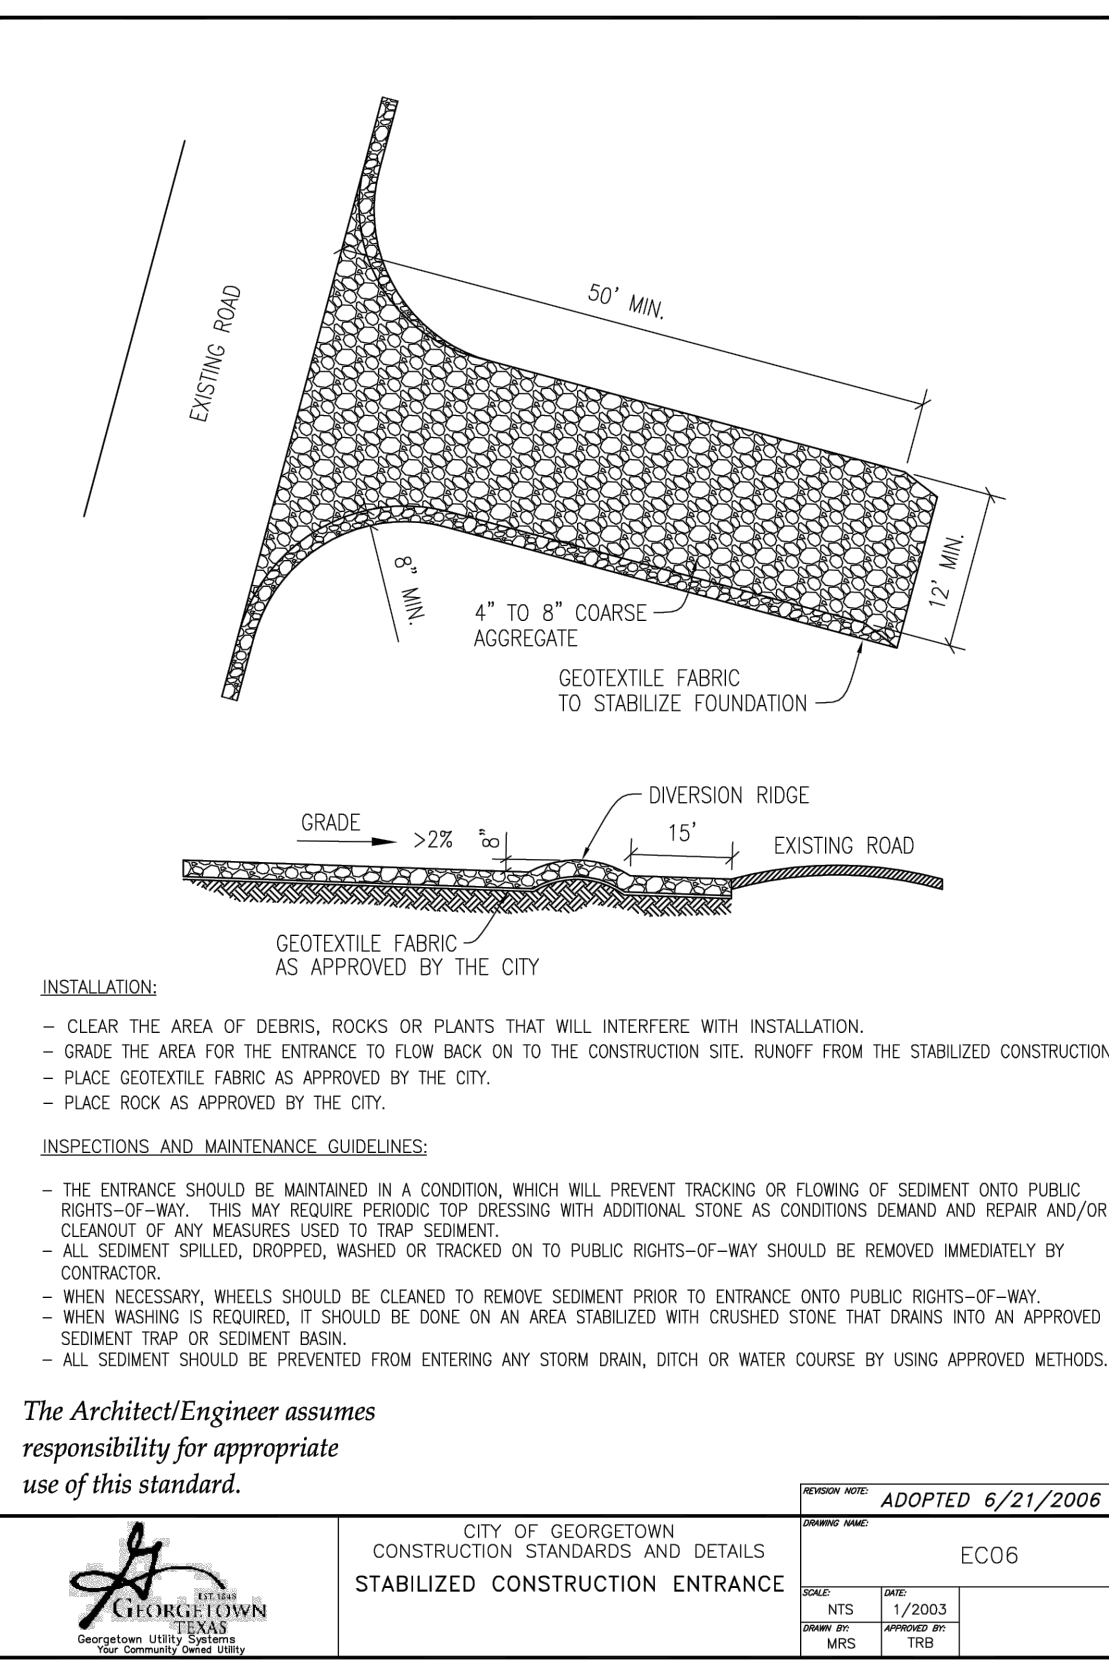 50' MIN.
EXISTING ROAD
8" MIN.
12' MIN.
4" TO 8" COARSE
AGGREGATE
GEOTEXTILE FABRIC
TO STABILIZE FOUNDATION
DIVERSION RIDGE
GRADE
>2%
8"
15'
EXISTING ROAD
GEOTEXTILE FABRIC
AS APPROVED BY THE CITY
INSTALLATION:
– CLEAR THE AREA OF DEBRIS, ROCKS OR PLANTS THAT WILL INTERFERE WITH INSTALLATION.
– GRADE THE AREA FOR THE ENTRANCE TO FLOW BACK ON TO THE CONSTRUCTION SITE. RUNOFF FROM THE STABILIZED CONSTRUCTION
– PLACE GEOTEXTILE FABRIC AS APPROVED BY THE CITY.
– PLACE ROCK AS APPROVED BY THE CITY.
INSPECTIONS AND MAINTENANCE GUIDELINES:
– THE ENTRANCE SHOULD BE MAINTAINED IN A CONDITION, WHICH WILL PREVENT TRACKING OR FLOWING OF SEDIMENT ONTO PUBLIC
RIGHTS–OF–WAY. THIS MAY REQUIRE PERIODIC TOP DRESSING WITH ADDITIONAL STONE AS CONDITIONS DEMAND AND REPAIR AND/OR
CLEANOUT OF ANY MEASURES USED TO TRAP SEDIMENT.
– ALL SEDIMENT SPILLED, DROPPED, WASHED OR TRACKED ON TO PUBLIC RIGHTS–OF–WAY SHOULD BE REMOVED IMMEDIATELY BY
CONTRACTOR.
– WHEN NECESSARY, WHEELS SHOULD BE CLEANED TO REMOVE SEDIMENT PRIOR TO ENTRANCE ONTO PUBLIC RIGHTS–OF–WAY.
– WHEN WASHING IS REQUIRED, IT SHOULD BE DONE ON AN AREA STABILIZED WITH CRUSHED STONE THAT DRAINS INTO AN APPROVED
SEDIMENT TRAP OR SEDIMENT BASIN.
– ALL SEDIMENT SHOULD BE PREVENTED FROM ENTERING ANY STORM DRAIN, DITCH OR WATER COURSE BY USING APPROVED METHODS.
The Architect/Engineer assumes
responsibility for appropriate
use of this standard.
REVISION NOTE:
ADOPTED 6/21/2006
EST. 1848
GEORGETOWN
TEXAS
Georgetown Utility Systems
Your Community Owned Utility
CITY OF GEORGETOWN
CONSTRUCTION STANDARDS AND DETAILS
STABILIZED CONSTRUCTION ENTRANCE
DRAWING NAME:
EC06
SCALE:
NTS
DATE:
1/2003
DRAWN BY:
MRS
APPROVED BY:
TRB